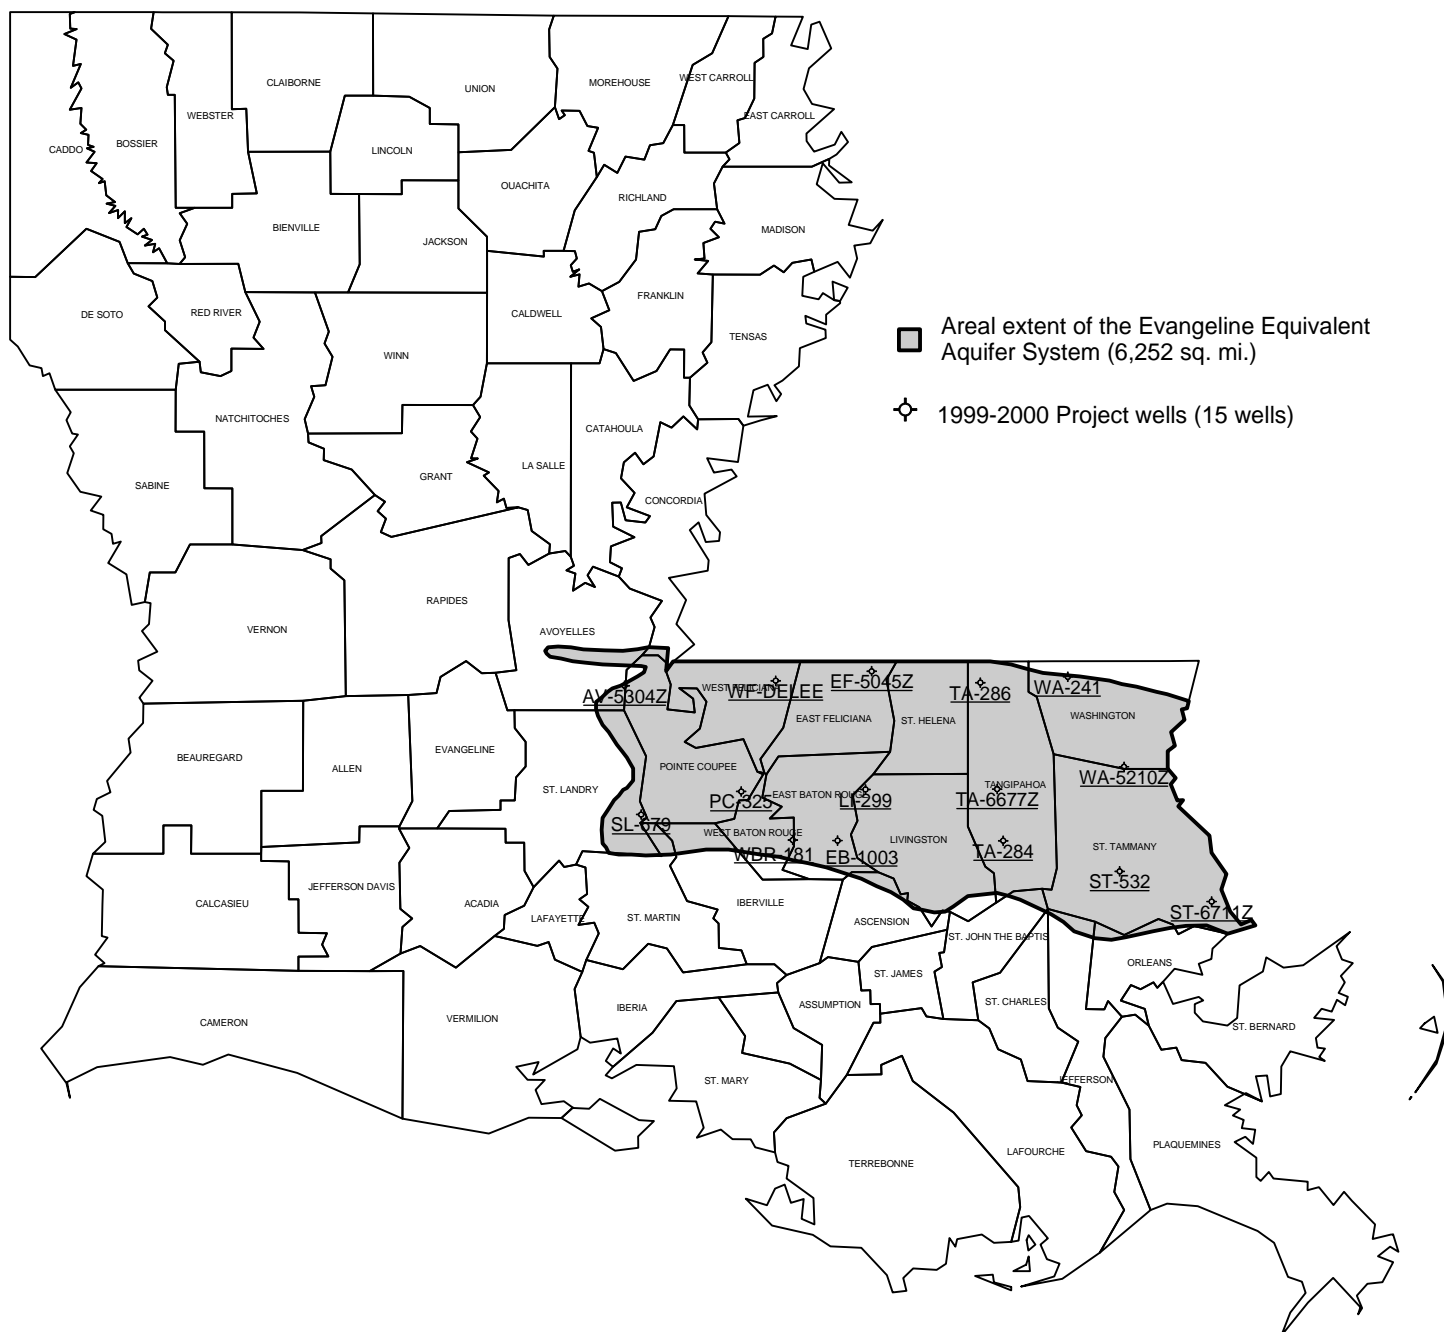 CLAIBORNE
UNION
MOREHOUSE
WEST CARROLL
EAST CARROLL
WEBSTER
BOSSIER
CADDO
LINCOLN
OUACHITA
RICHLAND
MADISON
BIENVILLE
JACKSON
FRANKLIN
DE SOTO
RED RIVER
CALDWELL
TENSAS
WINN
Areal extent of the Evangeline Equivalent
Aquifer System (6,252 sq. mi.)
1999-2000 Project wells (15 wells)
NATCHITOCHES
CATAHOULA
LA SALLE
GRANT
SABINE
CONCORDIA
RAPIDES
VERNON
AVOYELLES
AV-5304Z
WEST FELICIANA
WF-DELEE
EF-5045Z
TA-286
WA-241
EAST FELICIANA
ST. HELENA
WASHINGTON
BEAUREGARD
ALLEN
EVANGELINE
ST. LANDRY
POINTE COUPEE
PC-325
EAST BATON ROUGE
LI-299
TANGIPAHOA
TA-6677Z
WA-5210Z
SL-679
WEST BATON ROUGE
WBR-181
EB-1003
LIVINGSTON
TA-284
ST. TAMMANY
ST-532
ST-6711Z
CALCASIEU
JEFFERSON DAVIS
ACADIA
LAFAYETTE
ST. MARTIN
IBERVILLE
ASCENSION
ST. JOHN THE BAPTIS
ORLEANS
ST. JAMES
ST. CHARLES
ASSUMPTION
IBERIA
VERMILION
CAMERON
ST. BERNARD
ST. MARY
JEFFERSON
PLAQUEMINES
LAFOURCHE
TERREBONNE